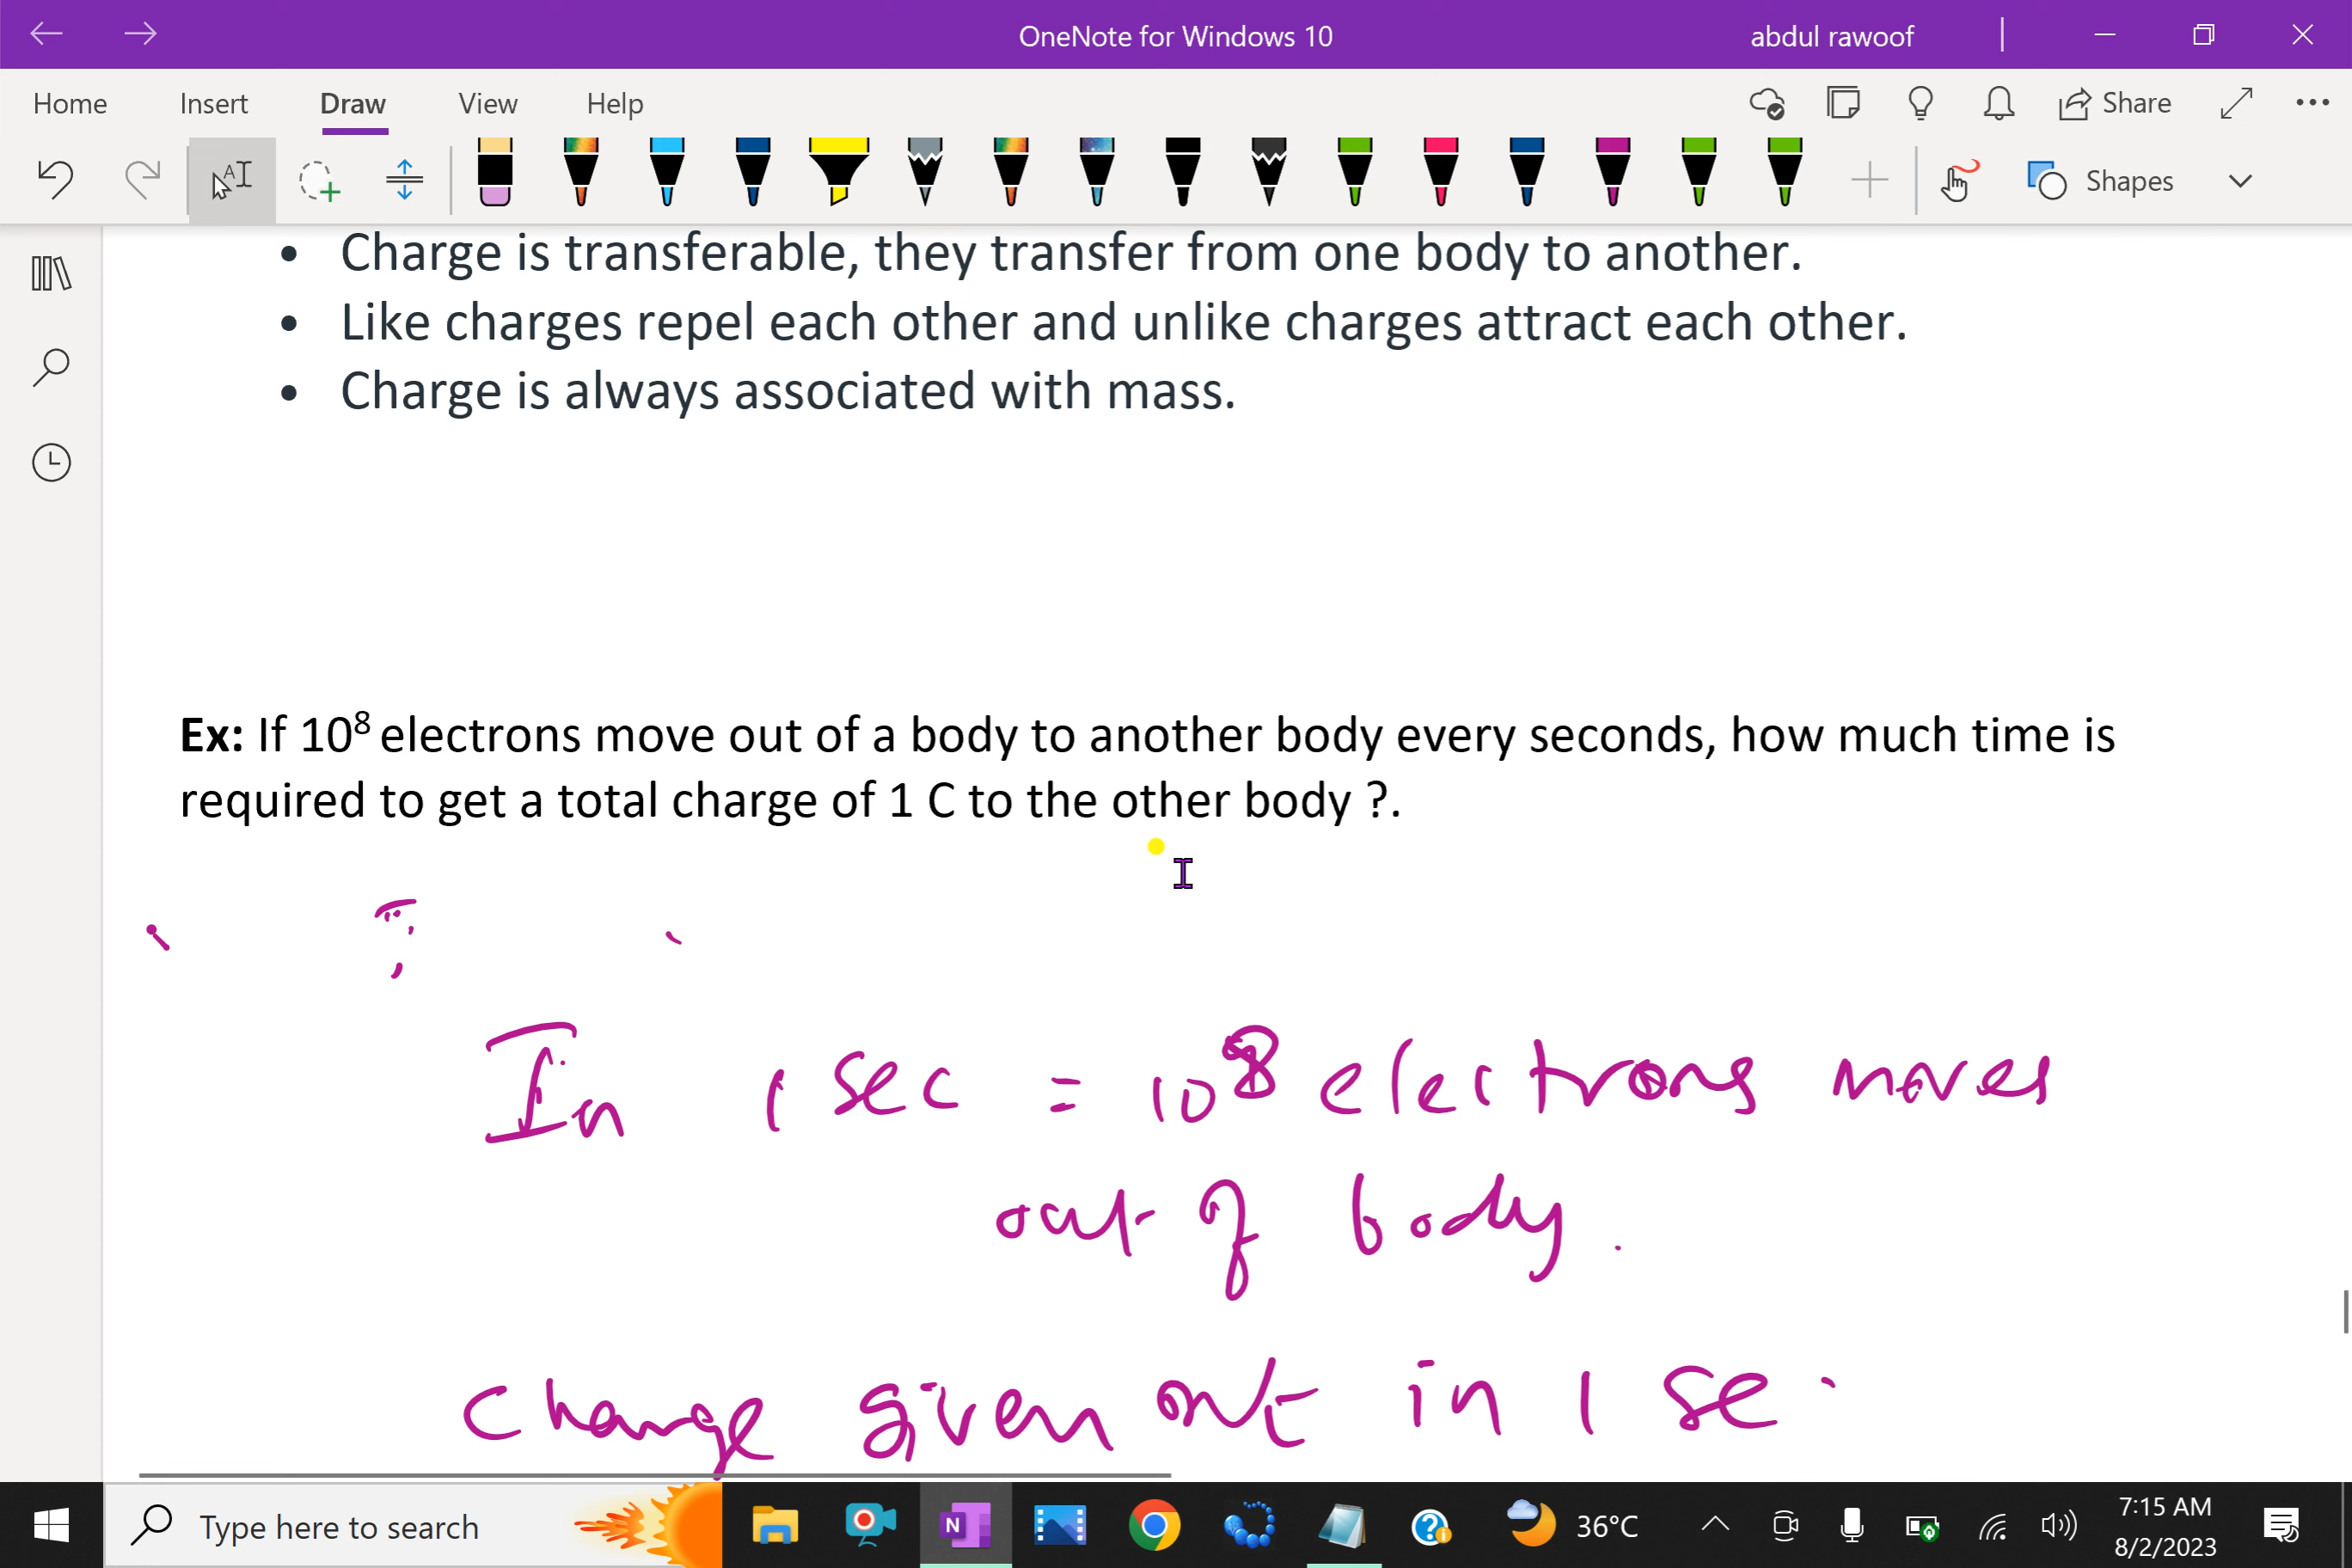 OneNote for Windows 10
abdul rawoof
Home Insert Draw View Help
Share
Shapes
• Charge is transferable, they transfer from one body to another.
• Like charges repel each other and unlike charges attract each other.
• Charge is always associated with mass.
Ex: If 10⁸ electrons move out of a body to another body every seconds, how much time is
required to get a total charge of 1 C to the other body ?.
In 1 sec = 10⁸ electrons moves
out of body.
Charge given out in 1 se
Type here to search
36°C
7:15 AM
8/2/2023